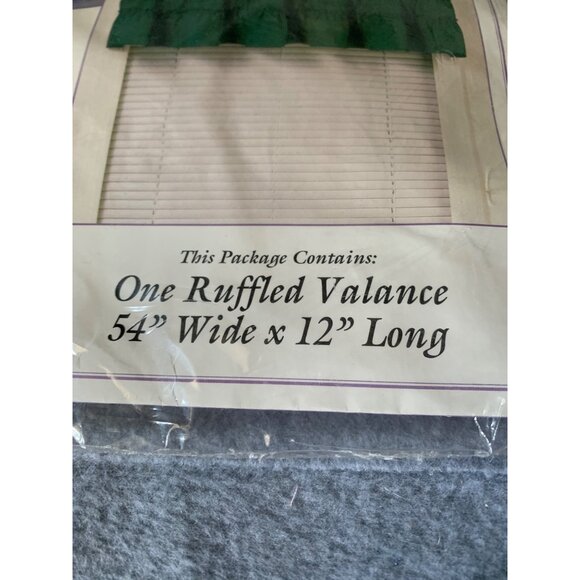 This Package Contains:
One Ruffled Valance
54” Wide x 12” Long